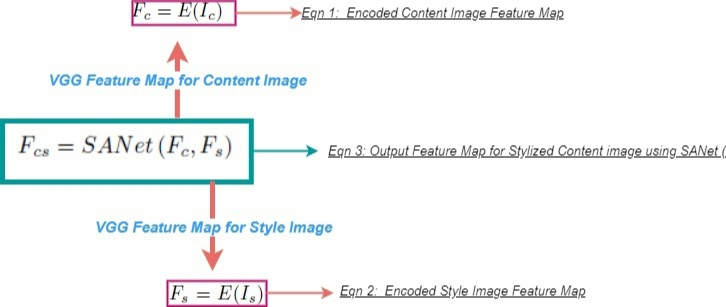 F_c = E(I_c)
Eqn 1: Encoded Content Image Feature Map
VGG Feature Map for Content Image
F_cs = SANet (F_c, F_s)
Eqn 3: Output Feature Map for Stylized Content image using SANet (
VGG Feature Map for Style Image
F_s = E(I_s)
Eqn 2: Encoded Style Image Feature Map